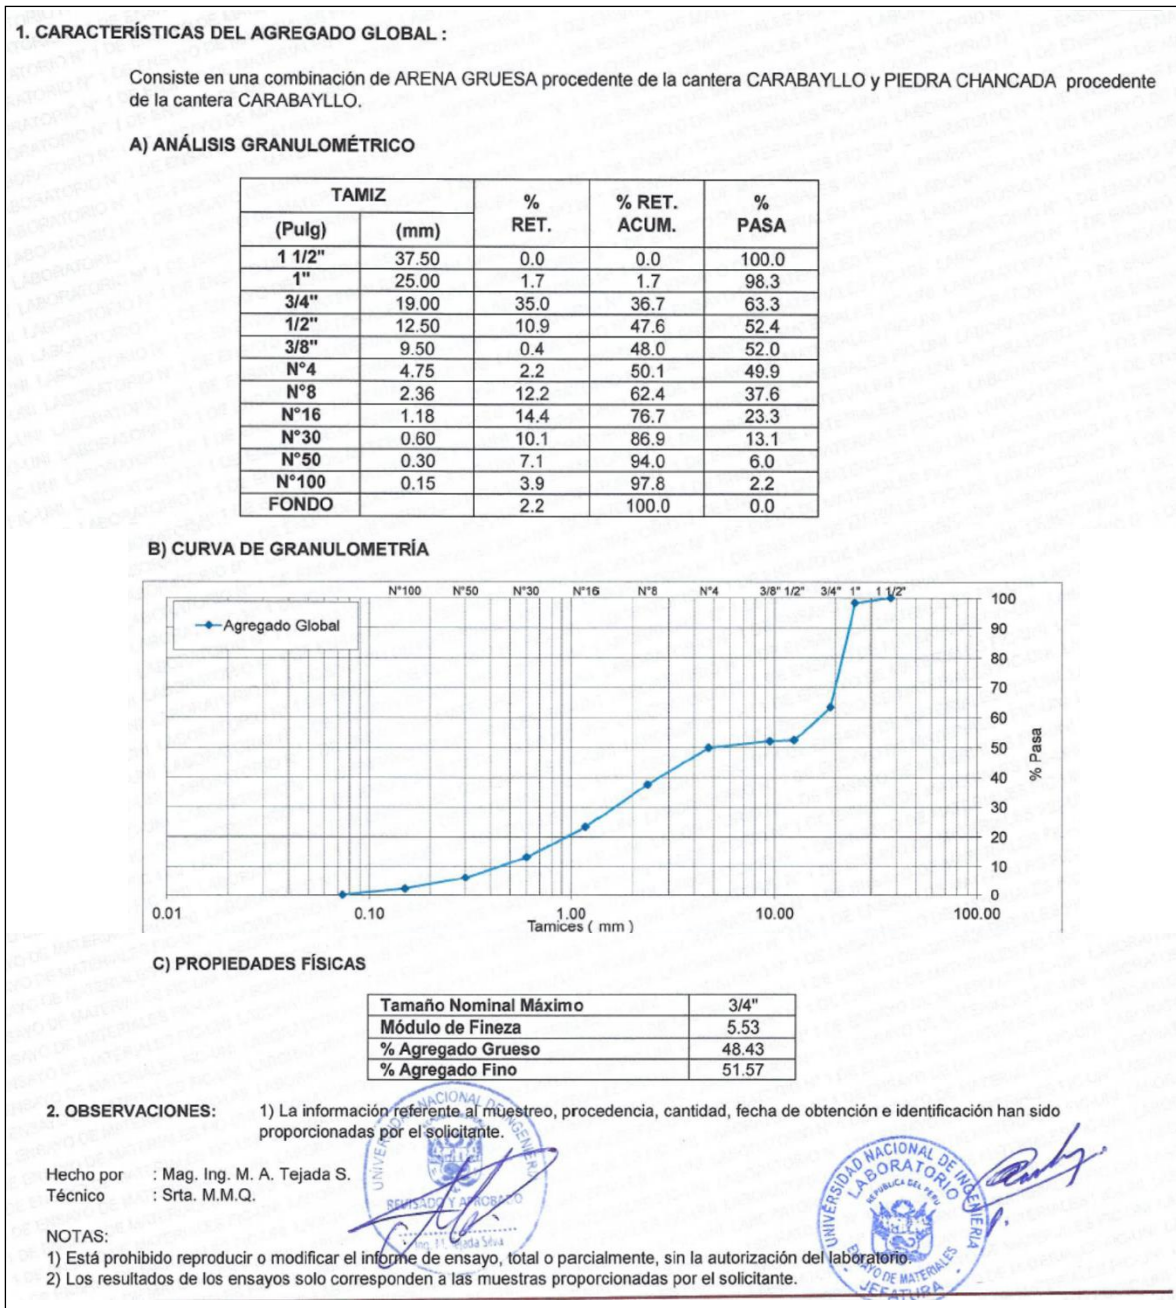 1. CARACTERÍSTICAS DEL AGREGADO GLOBAL :
Consiste en una combinación de ARENA GRUESA procedente de la cantera CARABAYLLO y PIEDRA CHANCADA procedente
de la cantera CARABAYLLO.
A) ANÁLISIS GRANULOMÉTRICO
TAMIZ % RET. % RET. ACUM. % PASA
(Pulg) (mm)
1 1/2" 37.50 0.0 0.0 100.0
1" 25.00 1.7 1.7 98.3
3/4" 19.00 35.0 36.7 63.3
1/2" 12.50 10.9 47.6 52.4
3/8" 9.50 0.4 48.0 52.0
N°4 4.75 2.2 50.1 49.9
N°8 2.36 12.2 62.4 37.6
N°16 1.18 14.4 76.7 23.3
N°30 0.60 10.1 86.9 13.1
N°50 0.30 7.1 94.0 6.0
N°100 0.15 3.9 97.8 2.2
FONDO 2.2 100.0 0.0
B) CURVA DE GRANULOMETRÍA
N°100 N°50 N°30 N°16 N°8 N°4 3/8" 1/2" 3/4" 1" 1 1/2"
Agregado Global
100
90
80
70
60
50
40
30
20
10
0
% Pasa
0.01 0.10 1.00 10.00 100.00
Tamices ( mm )
C) PROPIEDADES FÍSICAS
Tamaño Nominal Máximo 3/4"
Módulo de Fineza 5.53
% Agregado Grueso 48.43
% Agregado Fino 51.57
2. OBSERVACIONES: 1) La información referente al muestreo, procedencia, cantidad, fecha de obtención e identificación han sido
proporcionadas por el solicitante.
Hecho por : Mag. Ing. M. A. Tejada S.
Técnico : Srta. M.M.Q.
UNIVERSIDAD NACIONAL DE INGENIERIA
REVISADO Y APROBADO
UNIVERSIDAD NACIONAL DE INGENIERIA
LABORATORIO
REPUBLICA DEL PERU
ENSAYO DE MATERIALES
JEFATURA
NOTAS:
1) Está prohibido reproducir o modificar el informe de ensayo, total o parcialmente, sin la autorización del laboratorio.
2) Los resultados de los ensayos solo corresponden a las muestras proporcionadas por el solicitante.